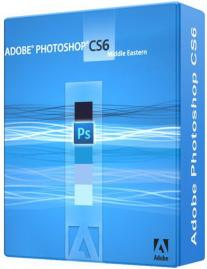 ADOBE® PHOTOSHOP® CS6
Middle Eastern
Ps
Adobe
Adobe Photoshop CS6